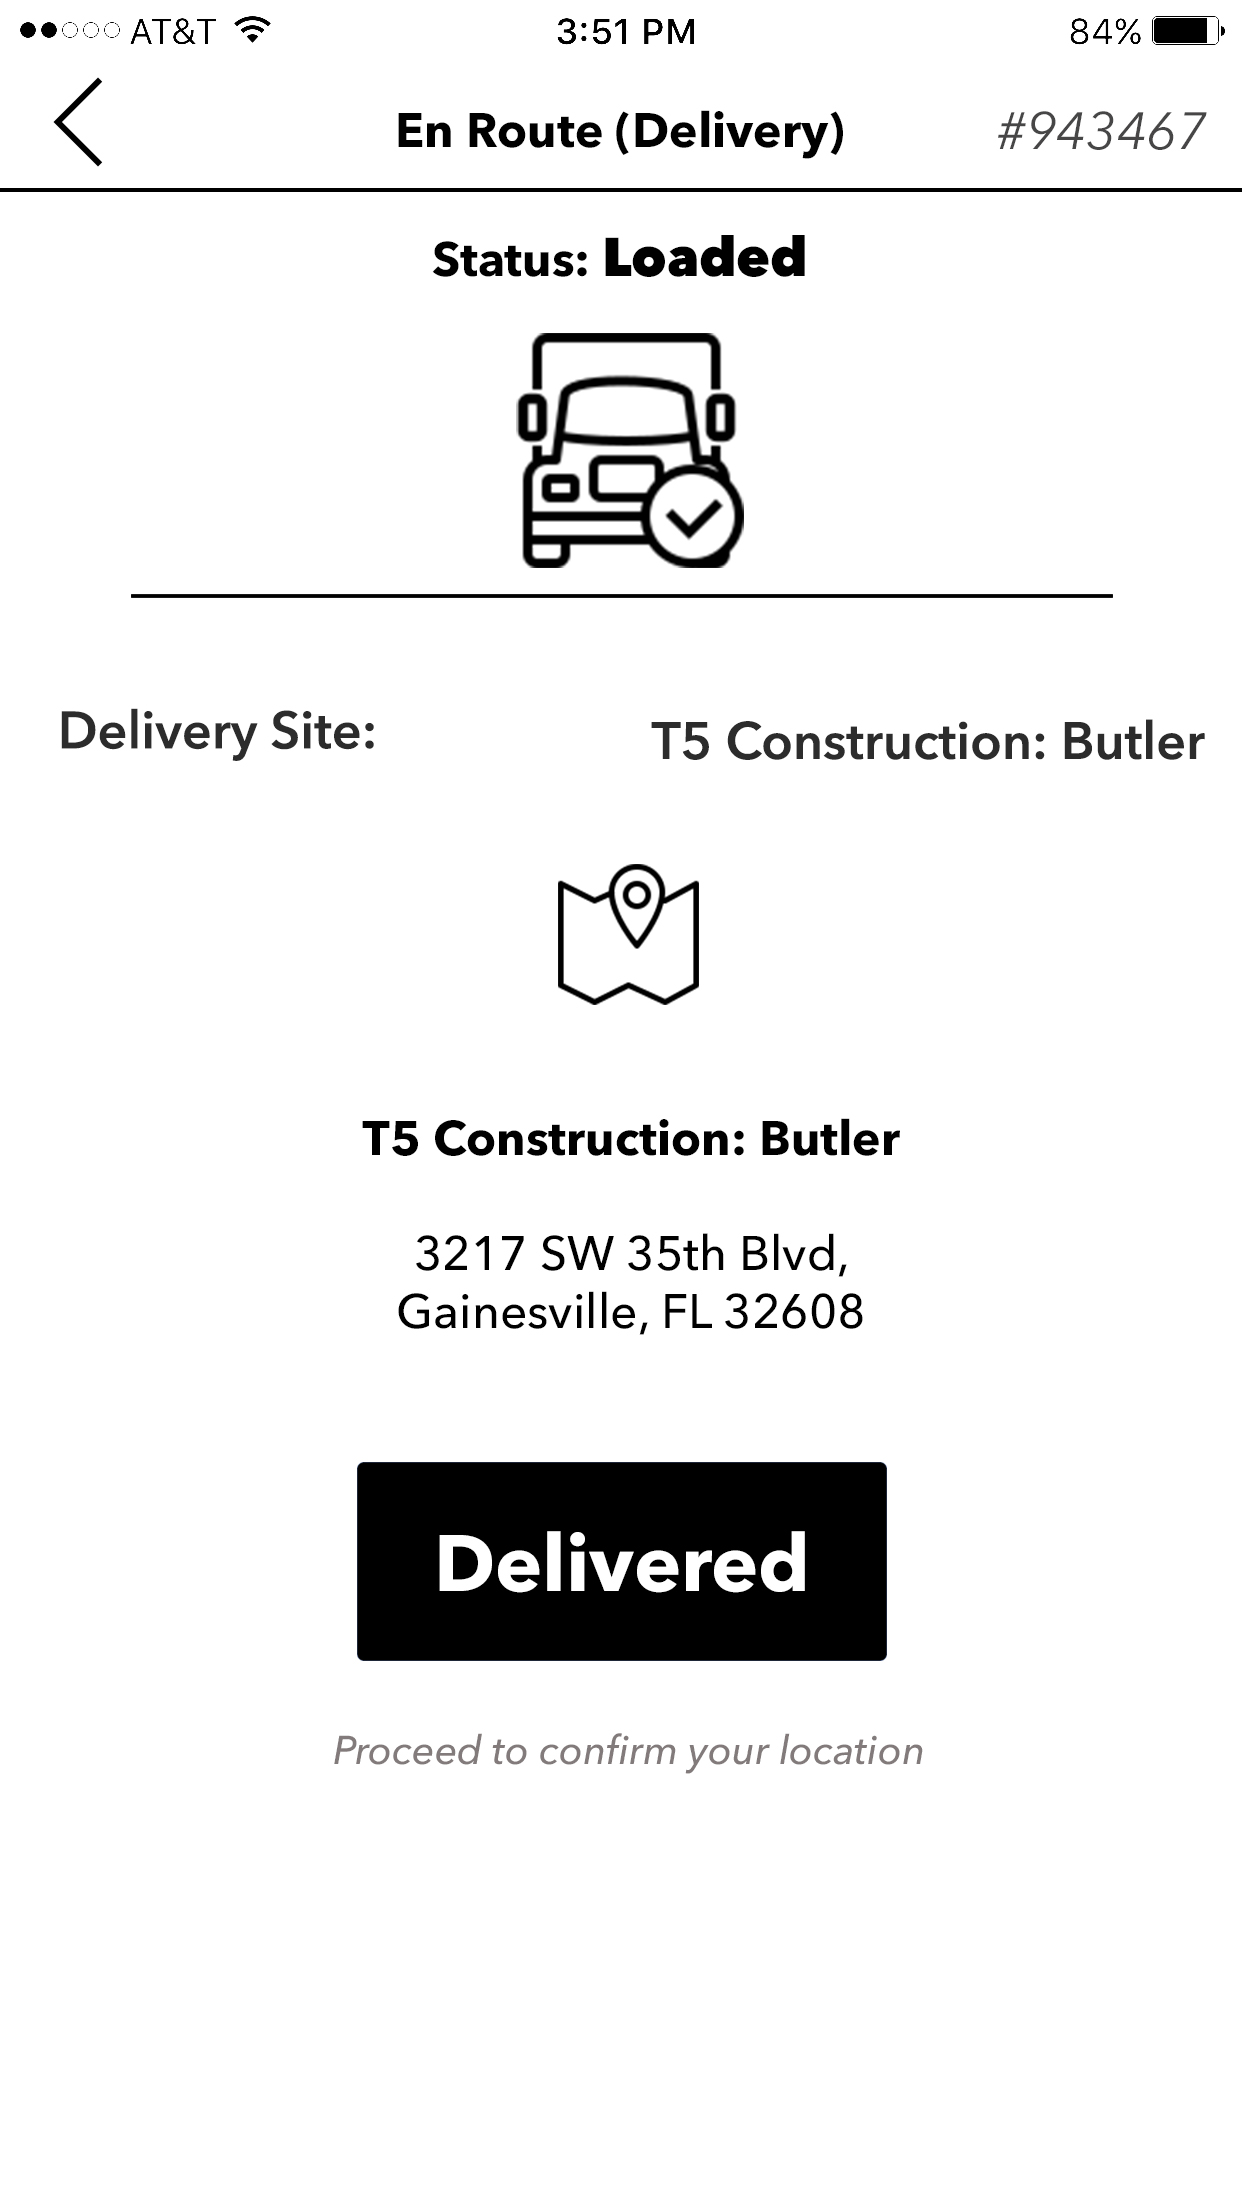 AT&T 3:51 PM 84%
En Route (Delivery) #943467
Status: Loaded
Delivery Site: T5 Construction: Butler
T5 Construction: Butler
3217 SW 35th Blvd,
Gainesville, FL 32608
Delivered
Proceed to confirm your location